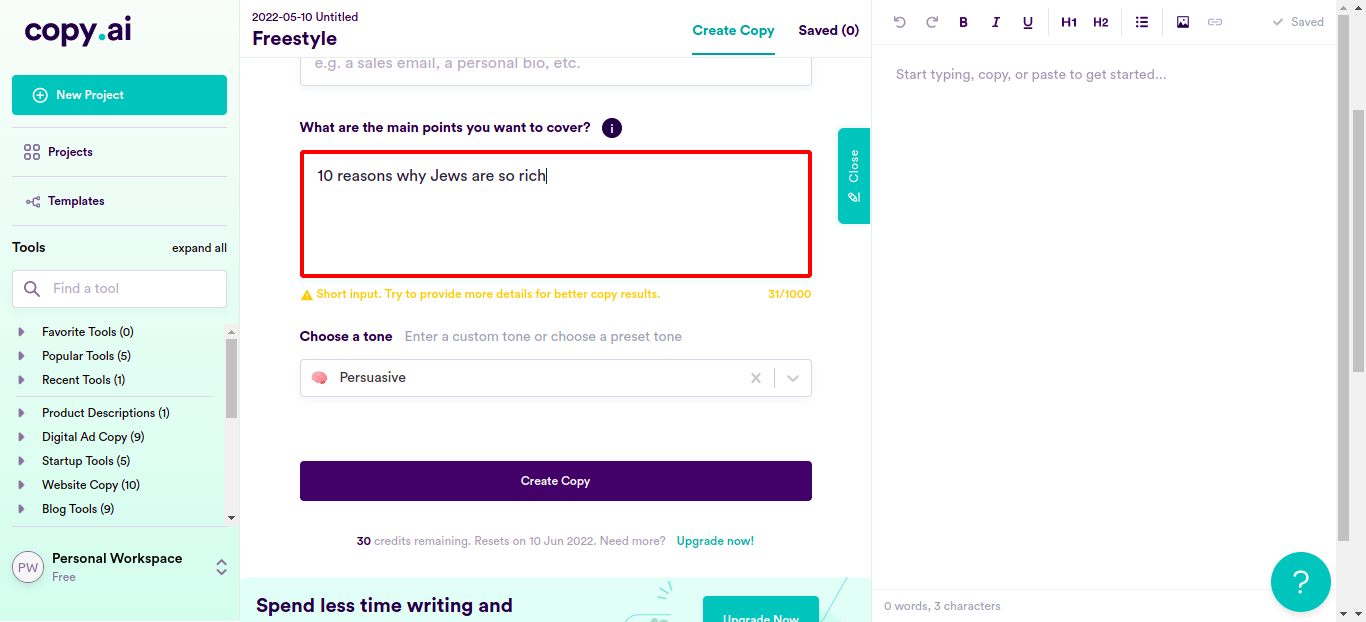 copy.ai
New Project
Projects
Templates
Tools expand all
Find a tool
Favorite Tools (0)
Popular Tools (5)
Recent Tools (1)
Product Descriptions (1)
Digital Ad Copy (9)
Startup Tools (5)
Website Copy (10)
Blog Tools (9)
PW Personal Workspace
Free
2022-05-10 Untitled
Freestyle
Create Copy Saved (0)
e.g. a sales email, a personal bio, etc.
What are the main points you want to cover? i
10 reasons why Jews are so rich
Short input. Try to provide more details for better copy results. 31/1000
Choose a tone Enter a custom tone or choose a preset tone
Persuasive
Create Copy
30 credits remaining. Resets on 10 Jun 2022. Need more? Upgrade now!
Spend less time writing and
Upgrade Now
Close
B I U H1 H2 Saved
Start typing, copy, or paste to get started...
0 words, 3 characters
?